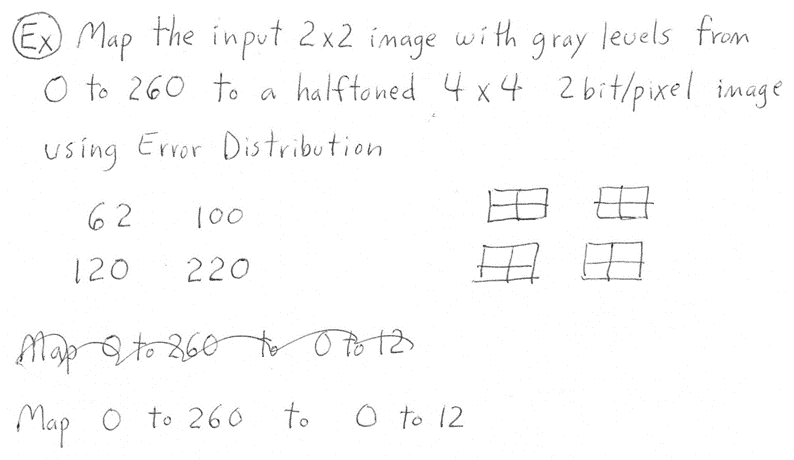 Ex Map the input 2x2 image with gray levels from
0 to 260 to a halftoned 4x4 2bit/pixel image
using Error Distribution
62 100
120 220
Map 0 to 260 to 0 to 12
Map 0 to 260 to 0 to 12